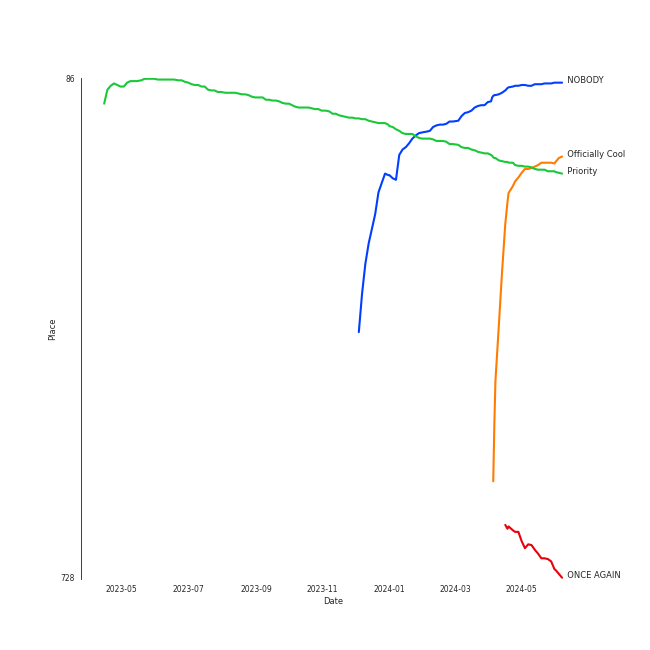 86
NOBODY
Officially Cool
Priority
Place
728
ONCE AGAIN
2023-05 2023-07 2023-09 2023-11 2024-01 2024-03 2024-05
Date